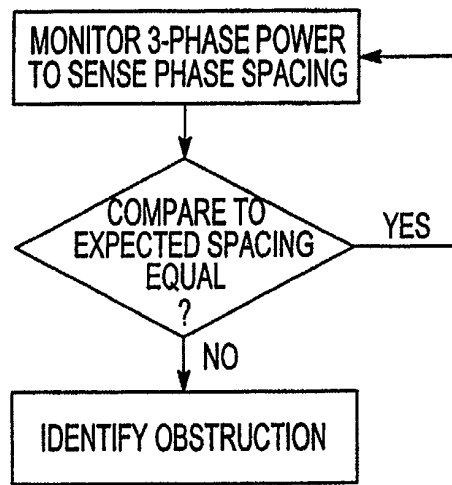 MONITOR 3-PHASE POWER
TO SENSE PHASE SPACING
COMPARE TO
EXPECTED SPACING
EQUAL
?
YES
NO
IDENTIFY OBSTRUCTION